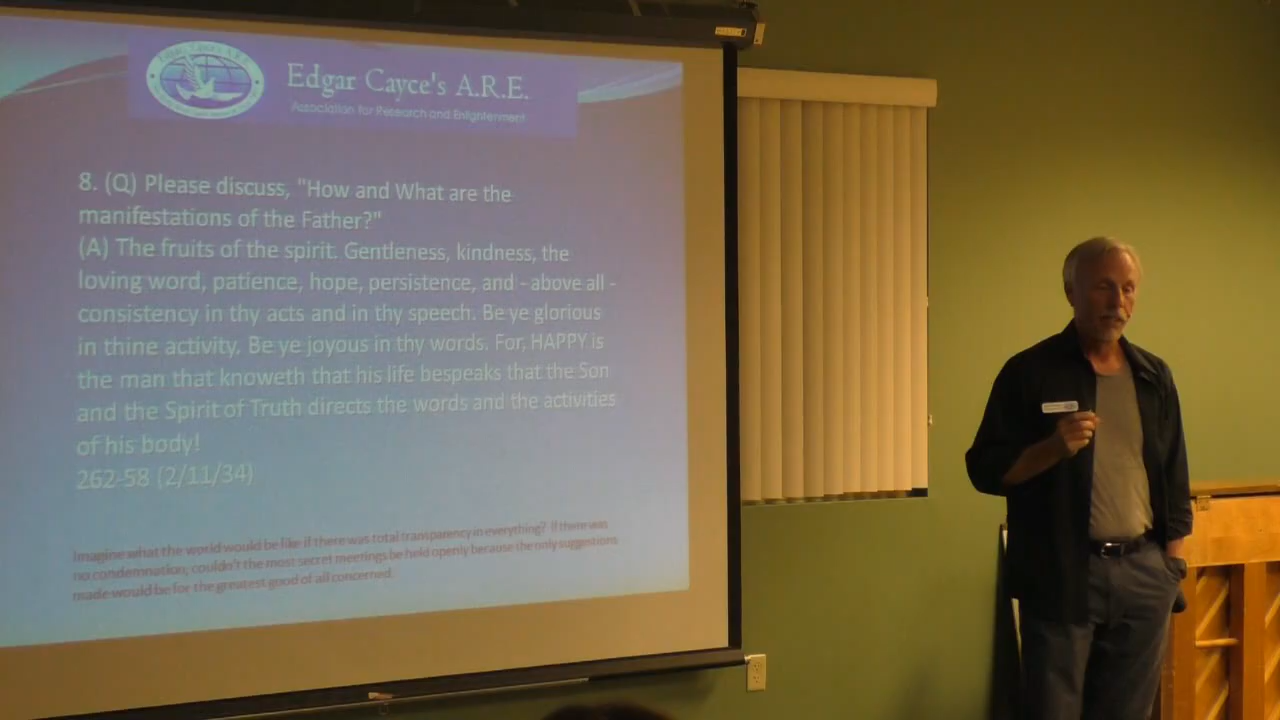 Edgar Cayce's A.R.E.
Association for Research and Enlightenment
8. (Q) Please discuss, "How and What are the
manifestations of the Father?"
(A) The fruits of the spirit. Gentleness, kindness, the
loving word, patience, hope, persistence, and - above all -
consistency in thy acts and in thy speech. Be ye glorious
in thine activity. Be ye joyous in thy words. For, HAPPY is
the man that knoweth that his life bespeaks that the Son
and the Spirit of Truth directs the words and the activities
of his body!
262-58 (2/11/34)
Imagine what the world would be like if there was total transparency in everything? If there was
no condemnation, couldn't the most secret meetings be held openly because the only suggestions
made would be for the greatest good of all concerned.